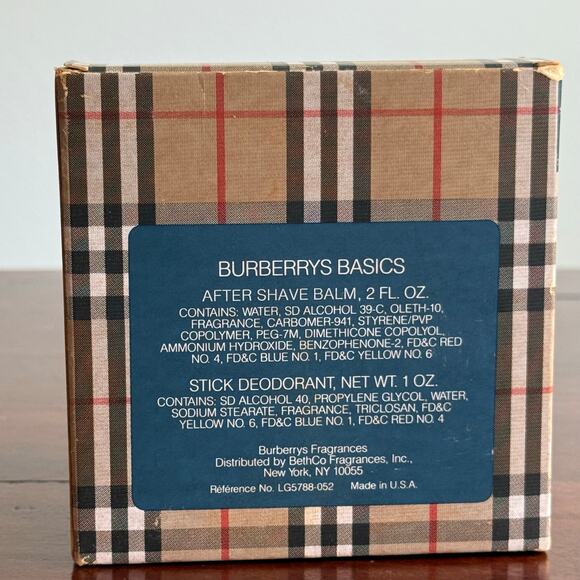 BURBERRYS BASICS
AFTER SHAVE BALM, 2 FL. OZ.
CONTAINS: WATER, SD ALCOHOL 39-C, OLETH-10,
FRAGRANCE, CARBOMER-941, STYRENE/PVP
COPOLYMER, PEG-7M, DIMETHICONE COPOLYOL,
AMMONIUM HYDROXIDE, BENZOPHENONE-2, FD&C RED
NO. 4, FD&C BLUE NO. 1, FD&C YELLOW NO. 6
STICK DEODORANT, NET WT. 1 OZ.
CONTAINS: SD ALCOHOL 40, PROPYLENE GLYCOL, WATER,
SODIUM STEARATE, FRAGRANCE, TRICLOSAN, FD&C
YELLOW NO. 6, FD&C BLUE NO. 1, FD&C RED NO. 4
Burberrys Fragrances
Distributed by BethCo Fragrances, Inc.,
New York, NY 10055
Référence No. LG5788-052 Made in U.S.A.